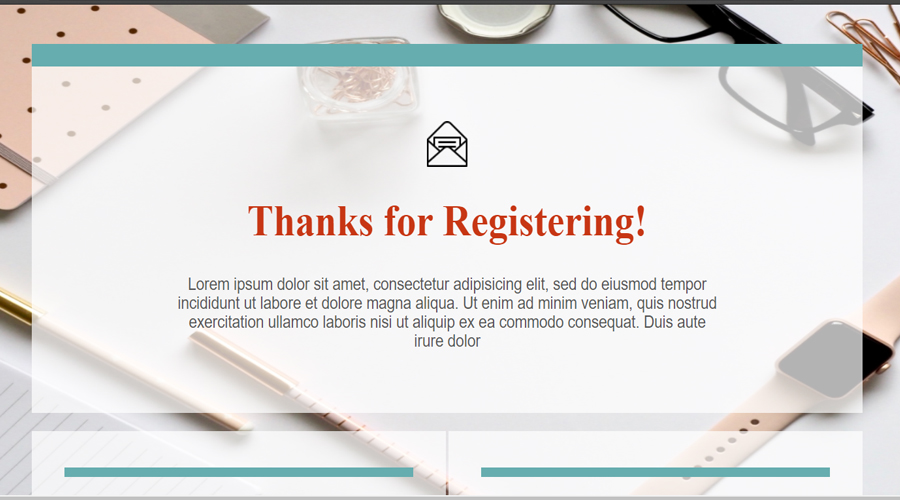 Thanks for Registering!
Lorem ipsum dolor sit amet, consectetur adipisicing elit, sed do eiusmod tempor
incididunt ut labore et dolore magna aliqua. Ut enim ad minim veniam, quis nostrud
exercitation ullamco laboris nisi ut aliquip ex ea commodo consequat. Duis aute
irure dolor